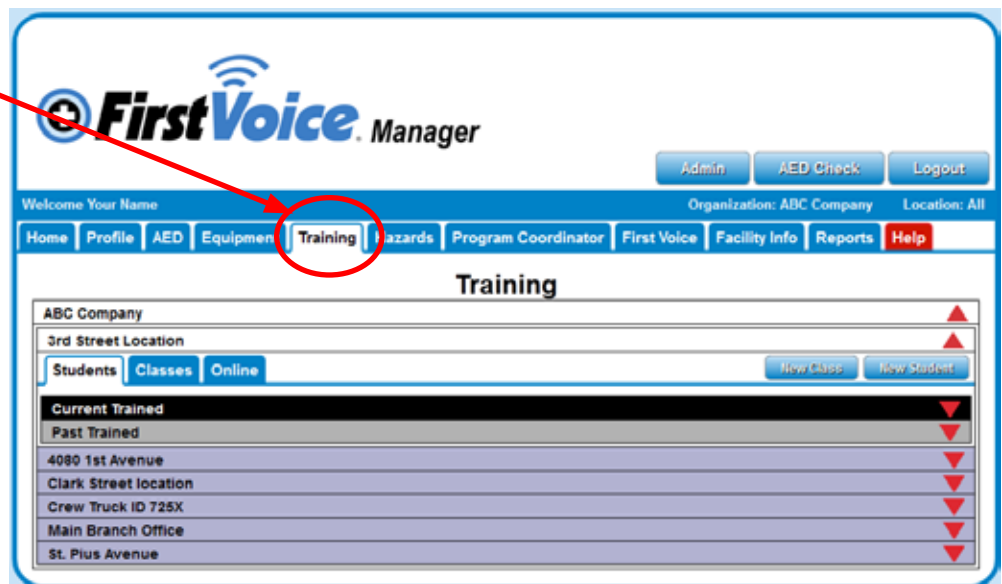 FirstVoice. Manager
Admin AED Check Logout
Welcome Your Name Organization: ABC Company Location: All
Home Profile AED Equipment Training Hazards Program Coordinator First Voice Facility Info Reports Help
Training
ABC Company
3rd Street Location
Students Classes Online New Class New Student
Current Trained
Past Trained
4080 1st Avenue
Clark Street location
Crew Truck ID 725X
Main Branch Office
St. Pius Avenue